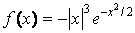 f(x) = −|x|³ e^{−x²/2}